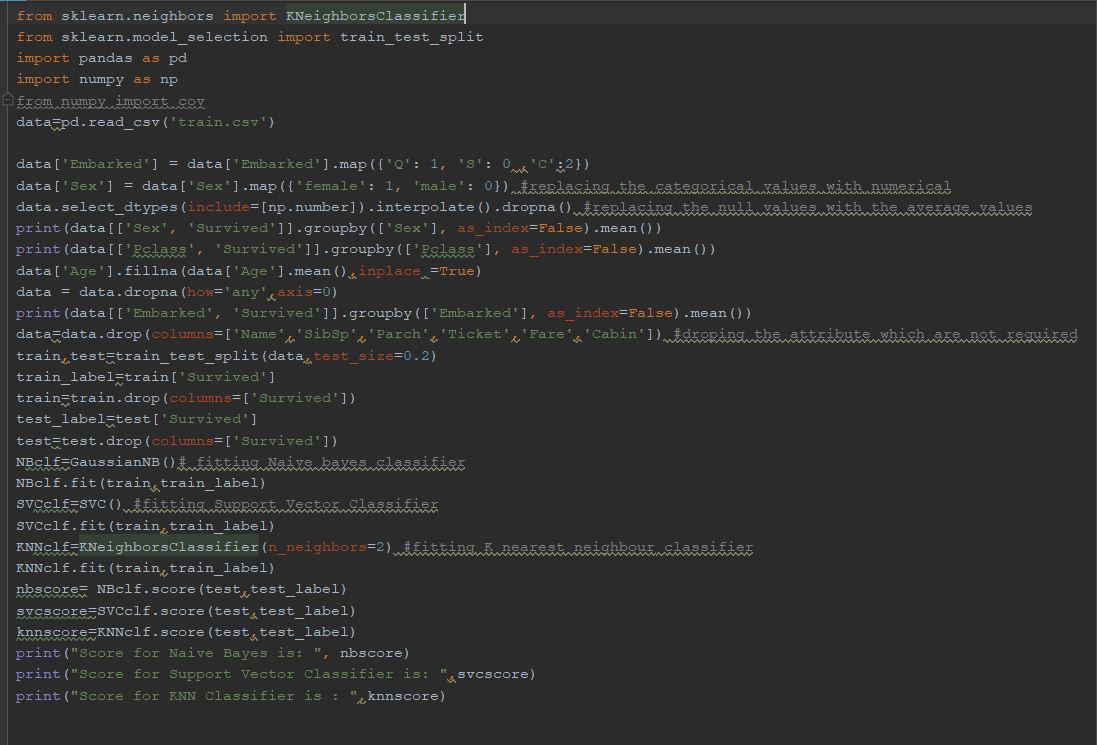 from sklearn.neighbors import KNeighborsClassifier
from sklearn.model_selection import train_test_split
import pandas as pd
import numpy as np
from numpy import cov
data=pd.read_csv('train.csv')
data['Embarked'] = data['Embarked'].map({'Q': 1, 'S': 0 ,'C':2})
data['Sex'] = data['Sex'].map({'female': 1, 'male': 0}) #replacing the categorical values with numerical
data.select_dtypes(include=[np.number]).interpolate().dropna() #replacing the null values with the average values
print(data[['Sex', 'Survived']].groupby(['Sex'], as_index=False).mean())
print(data[['Pclass', 'Survived']].groupby(['Pclass'], as_index=False).mean())
data['Age'].fillna(data['Age'].mean(),inplace =True)
data = data.dropna(how='any',axis=0)
print(data[['Embarked', 'Survived']].groupby(['Embarked'], as_index=False).mean())
data=data.drop(columns=['Name','SibSp','Parch','Ticket','Fare','Cabin']) #droping the attribute which are not required
train,test=train_test_split(data,test_size=0.2)
train_label=train['Survived']
train=train.drop(columns=['Survived'])
test_label=test['Survived']
test=test.drop(columns=['Survived'])
NBclf=GaussianNB()# fitting Naive bayes classifier
NBclf.fit(train,train_label)
SVCclf=SVC() #fitting Support Vector Classifier
SVCclf.fit(train,train_label)
KNNclf=KNeighborsClassifier(n_neighbors=2) #fitting K nearest neighbour classifier
KNNclf.fit(train,train_label)
nbscore= NBclf.score(test,test_label)
svcscore=SVCclf.score(test,test_label)
knnscore=KNNclf.score(test,test_label)
print("Score for Naive Bayes is: ", nbscore)
print("Score for Support Vector Classifier is: ",svcscore)
print("Score for KNN Classifier is : ",knnscore)